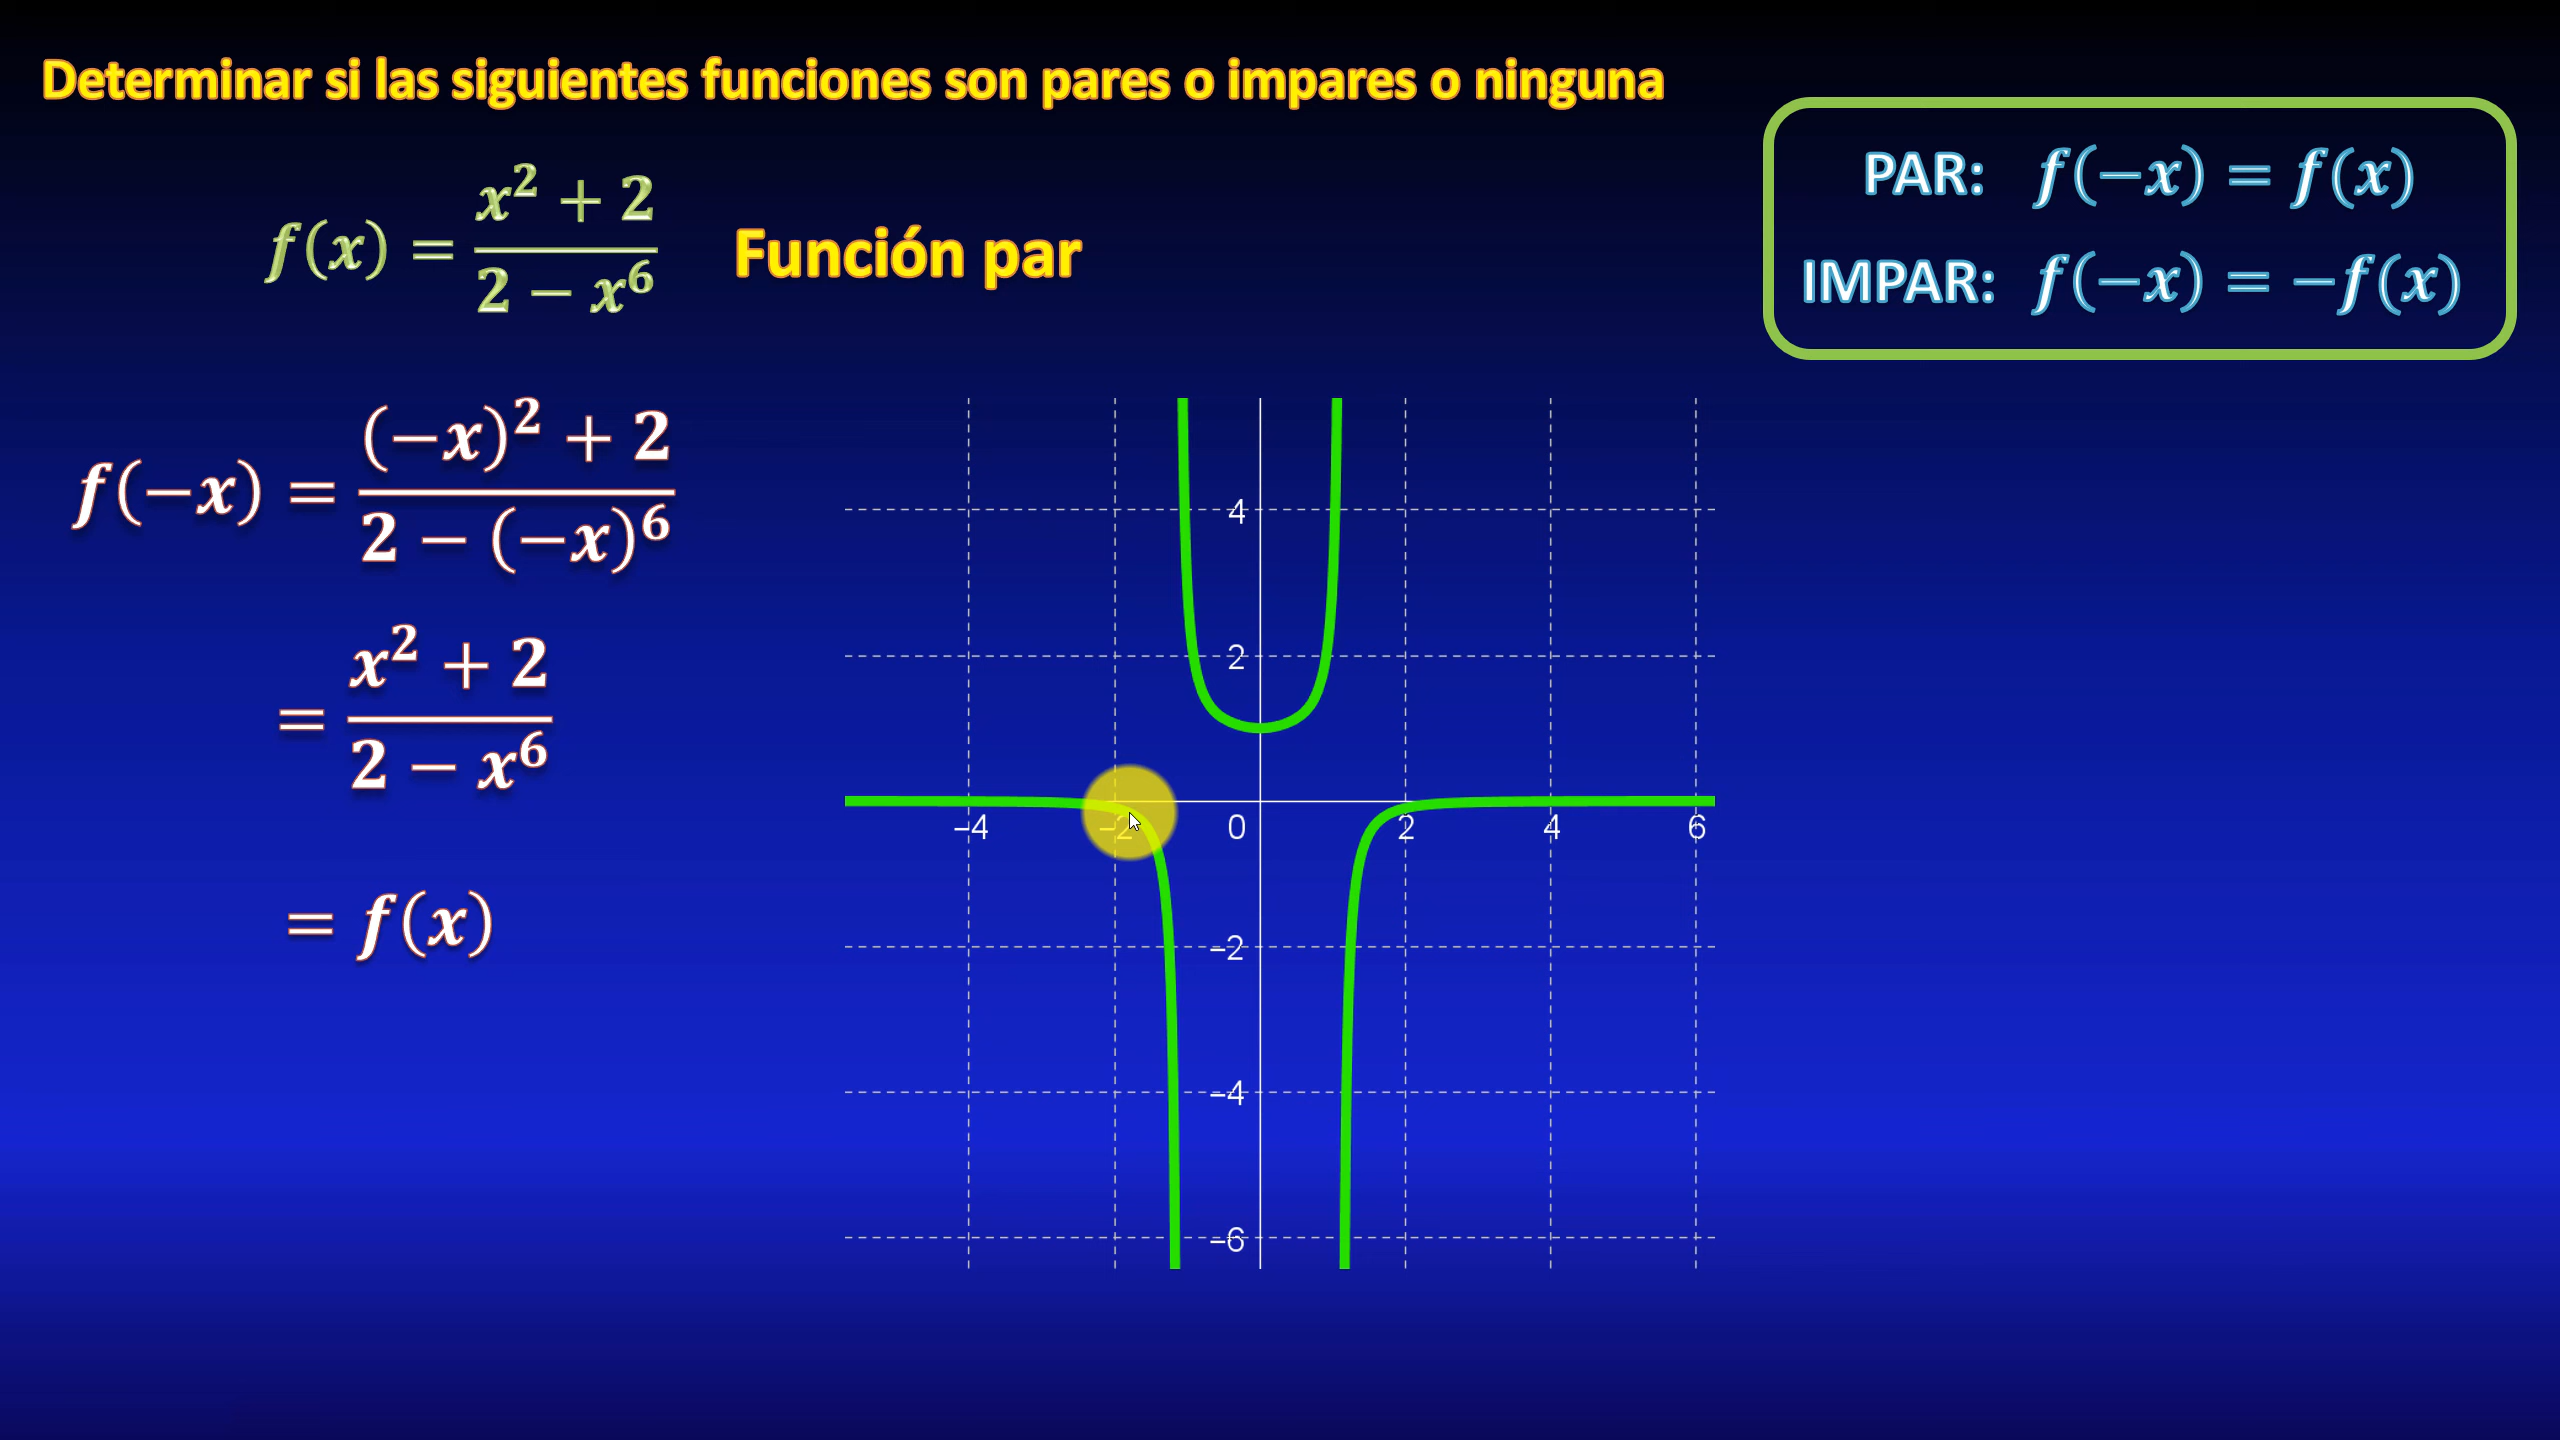 Determinar si las siguientes funciones son pares o impares o ninguna
PAR: f(−x) = f(x)
IMPAR: f(−x) = −f(x)
f(x) = (x² + 2) / (2 − x⁶)
Función par
f(−x) = ((−x)² + 2) / (2 − (−x)⁶)
= (x² + 2) / (2 − x⁶)
= f(x)
4
2
−4 −2 0 2 4 6
−2
−4
−6